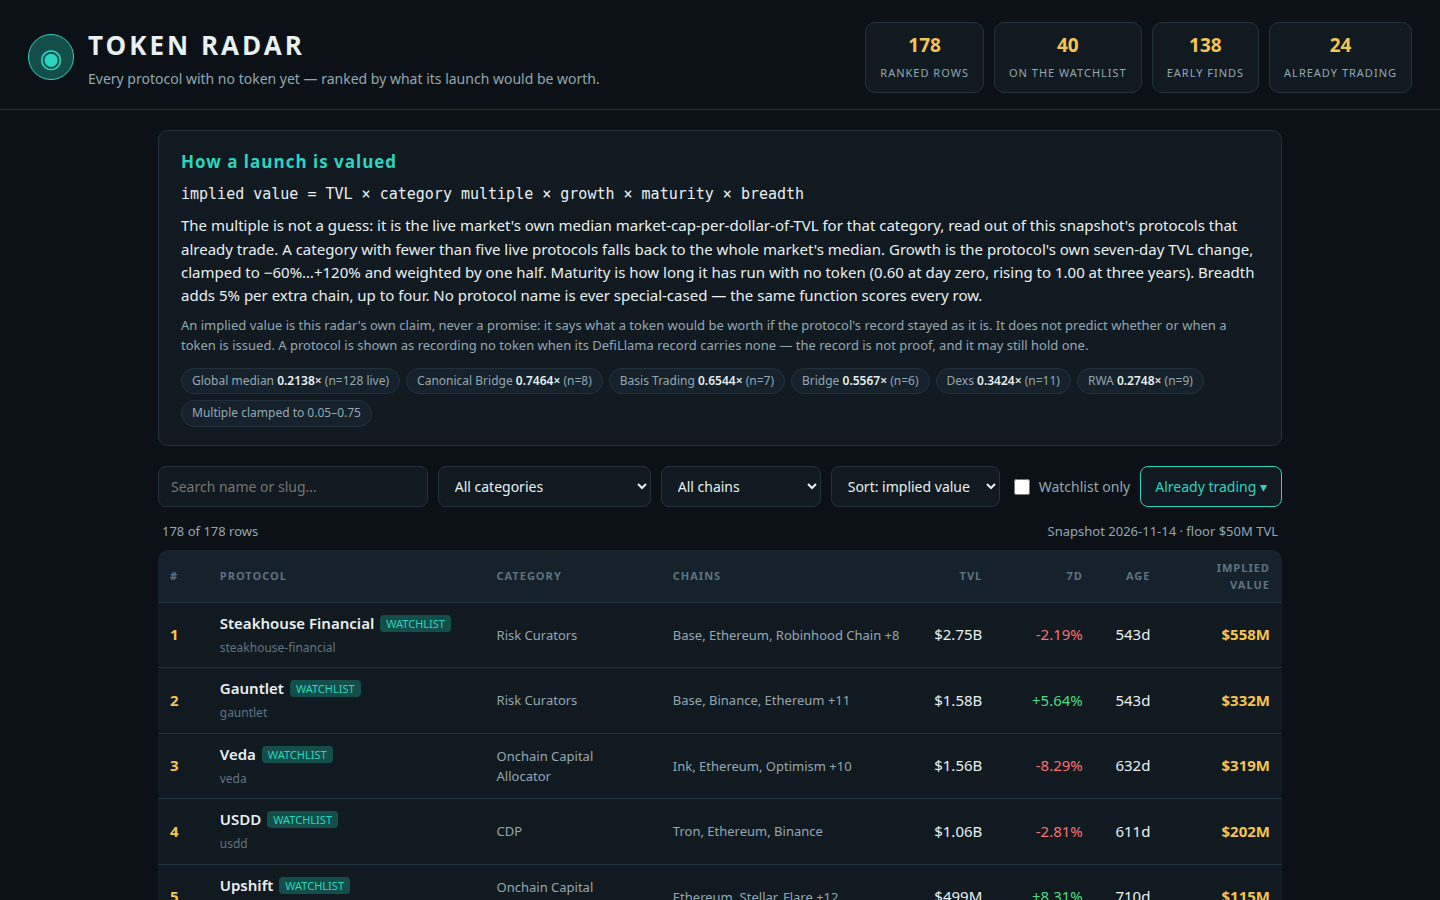 TOKEN RADAR
Every protocol with no token yet — ranked by what its launch would be worth.
178
RANKED ROWS
40
ON THE WATCHLIST
138
EARLY FINDS
24
ALREADY TRADING
How a launch is valued
implied value = TVL × category multiple × growth × maturity × breadth
The multiple is not a guess: it is the live market's own median market-cap-per-dollar-of-TVL for that category, read out of this snapshot's protocols that
already trade. A category with fewer than five live protocols falls back to the whole market's median. Growth is the protocol's own seven-day TVL change,
clamped to −60%…+120% and weighted by one half. Maturity is how long it has run with no token (0.60 at day zero, rising to 1.00 at three years). Breadth
adds 5% per extra chain, up to four. No protocol name is ever special-cased — the same function scores every row.
An implied value is this radar's own claim, never a promise: it says what a token would be worth if the protocol's record stayed as it is. It does not predict whether or when a
token is issued. A protocol is shown as recording no token when its DefiLlama record carries none — the record is not proof, and it may still hold one.
Global median 0.2138× (n=128 live)
Canonical Bridge 0.7464× (n=8)
Basis Trading 0.6544× (n=7)
Bridge 0.5567× (n=6)
Dexs 0.3424× (n=11)
RWA 0.2748× (n=9)
Multiple clamped to 0.05–0.75
Search name or slug…
All categories
All chains
Sort: implied value
Watchlist only
Already trading ▾
178 of 178 rows
Snapshot 2026-11-14 · floor $50M TVL
# PROTOCOL CATEGORY CHAINS TVL 7D AGE IMPLIED VALUE
1 Steakhouse Financial WATCHLIST Risk Curators Base, Ethereum, Robinhood Chain +8 $2.75B -2.19% 543d $558M
steakhouse-financial
2 Gauntlet WATCHLIST Risk Curators Base, Binance, Ethereum +11 $1.58B +5.64% 543d $332M
gauntlet
3 Veda WATCHLIST Onchain Capital Allocator Ink, Ethereum, Optimism +10 $1.56B -8.29% 632d $319M
veda
4 USDD WATCHLIST CDP Tron, Ethereum, Binance $1.06B -2.81% 611d $202M
usdd
5 Upshift WATCHLIST Onchain Capital Ethereum, Stellar, Flare +12 $499M +8.31% 710d $115M